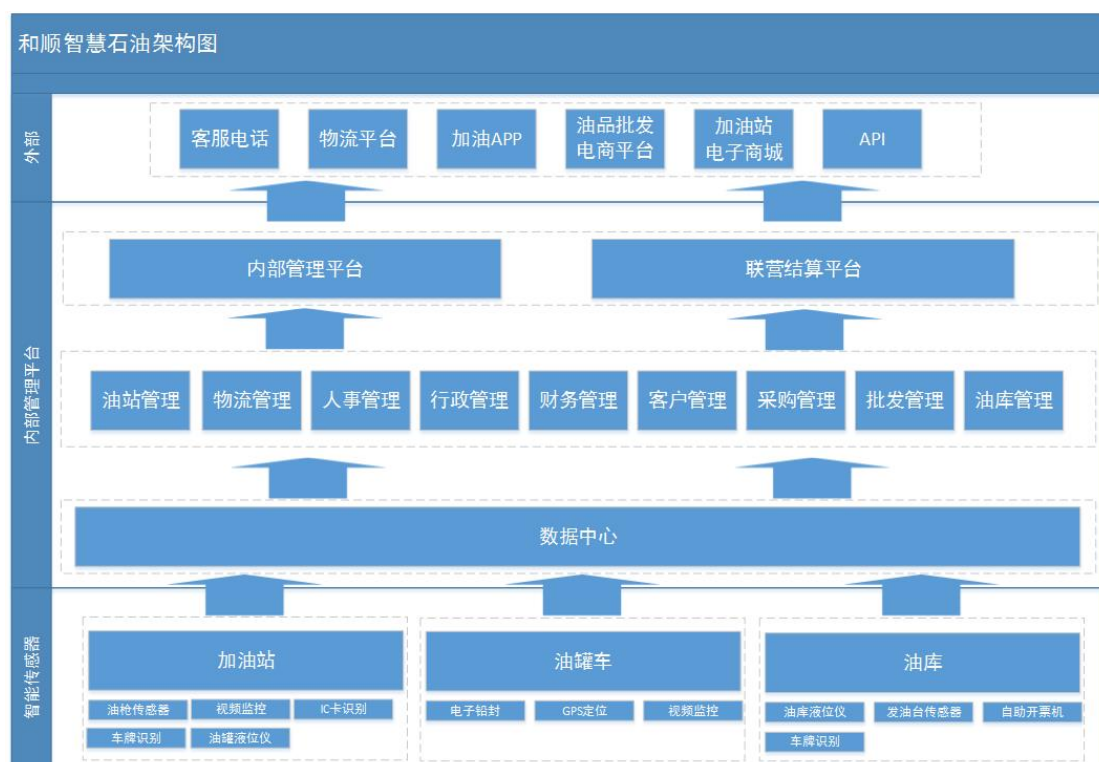 和顺智慧石油架构图
外部
客服电话
物流平台
加油APP
油品批发
电商平台
加油站
电子商城
API
内部管理平台
内部管理平台
联营结算平台
油站管理
物流管理
人事管理
行政管理
财务管理
客户管理
采购管理
批发管理
油库管理
数据中心
智能传感器
加油站
油枪传感器
视频监控
IC卡识别
车牌识别
油罐液位仪
油罐车
电子铅封
GPS定位
视频监控
油库
油库液位仪
发油台传感器
自助开票机
车牌识别